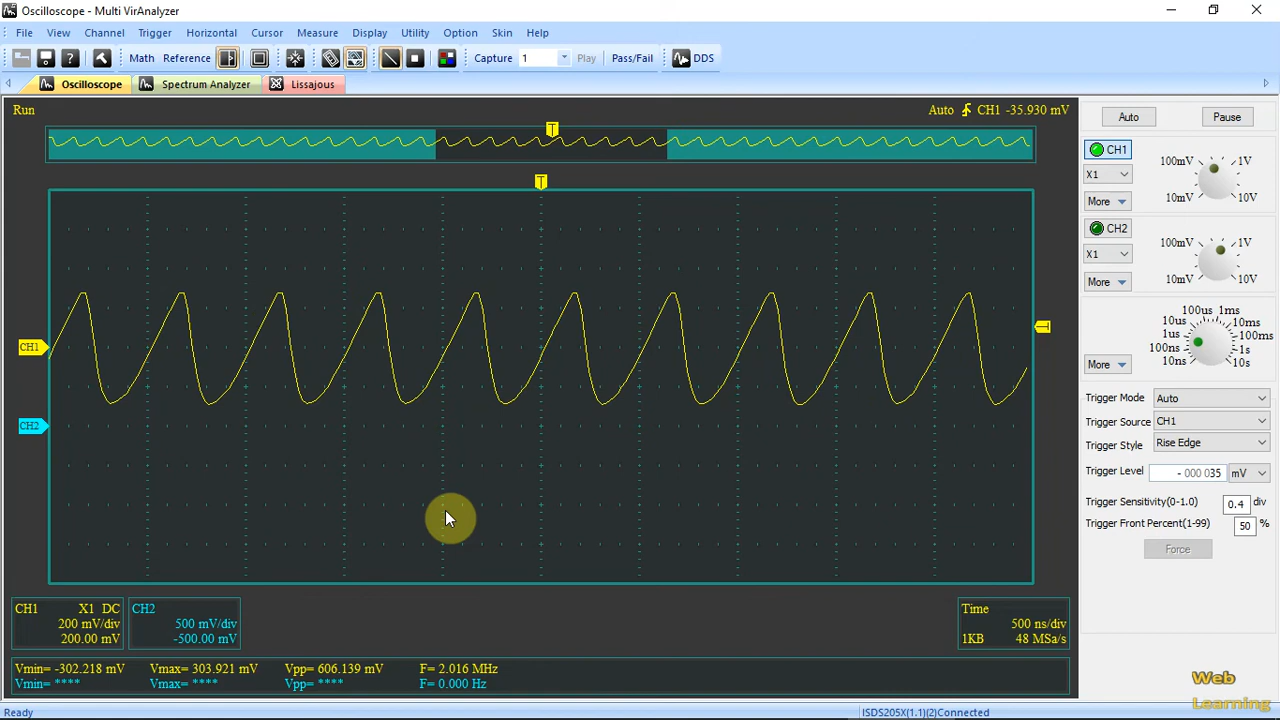 Oscilloscope - Multi VirAnalyzer
File View Channel Trigger Horizontal Cursor Measure Display Utility Option Skin Help
Math Reference Capture 1 Play Pass/Fail DDS
Oscilloscope Spectrum Analyzer Lissajous
Run Auto CH1 -35.930 mV
T
T
CH1
CH2
Auto Pause
CH1
X1
More
100mV 1V
10mV 10V
CH2
X1
More
100mV 1V
10mV 10V
100us 1ms
10us 10ms
1us 100ms
100ns 1s
10ns 10s
More
Trigger Mode Auto
Trigger Source CH1
Trigger Style Rise Edge
Trigger Level - 000 035 mV
Trigger Sensitivity(0-1.0) 0.4 div
Trigger Front Percent(1-99) 50 %
Force
CH1 X1 DC
200 mV/div
200.00 mV
CH2
500 mV/div
-500.00 mV
Time
500 ns/div
1KB 48 MSa/s
Vmin= -302.218 mV Vmax= 303.921 mV Vpp= 606.139 mV F= 2.016 MHz
Vmin= **** Vmax= **** Vpp= **** F= 0.000 Hz
Web
Learning
Ready ISDS205X(1.1)(2)Connected